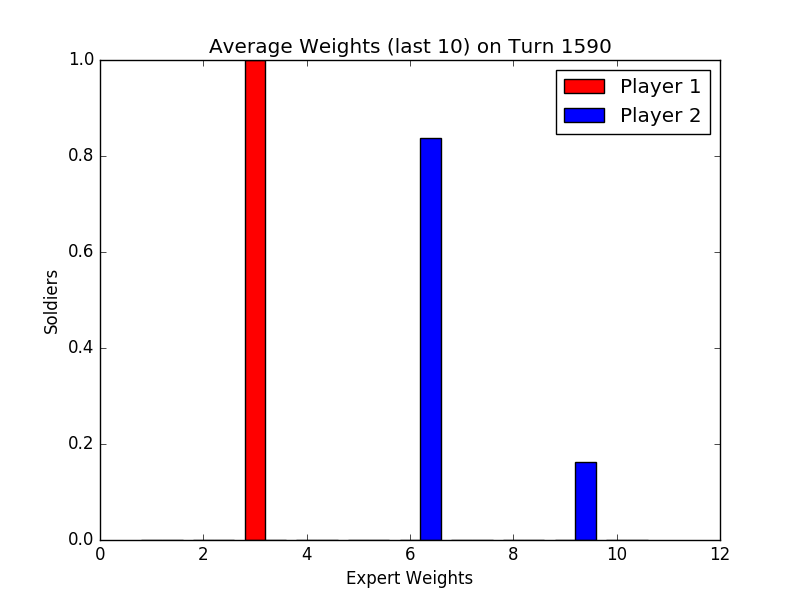 Average Weights (last 10) on Turn 1590
Player 1
Player 2
1.0
0.8
0.6
0.4
0.2
0.0
Soldiers
0 2 4 6 8 10 12
Expert Weights